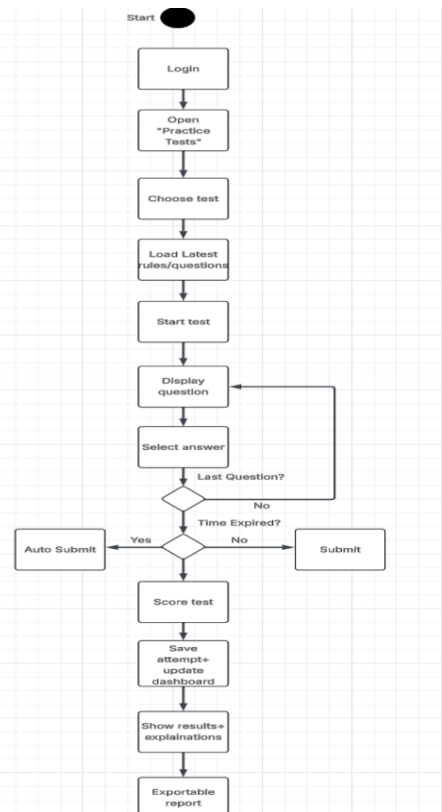 Start
Login
Open
"Practice
Tests"
Choose test
Load Latest
rules/questions
Start test
Display
question
Select answer
Last Question?
No
Time Expired?
Yes
No
Auto Submit
Submit
Score test
Save
attempt+
update
dashboard
Show results+
explainations
Exportable
report